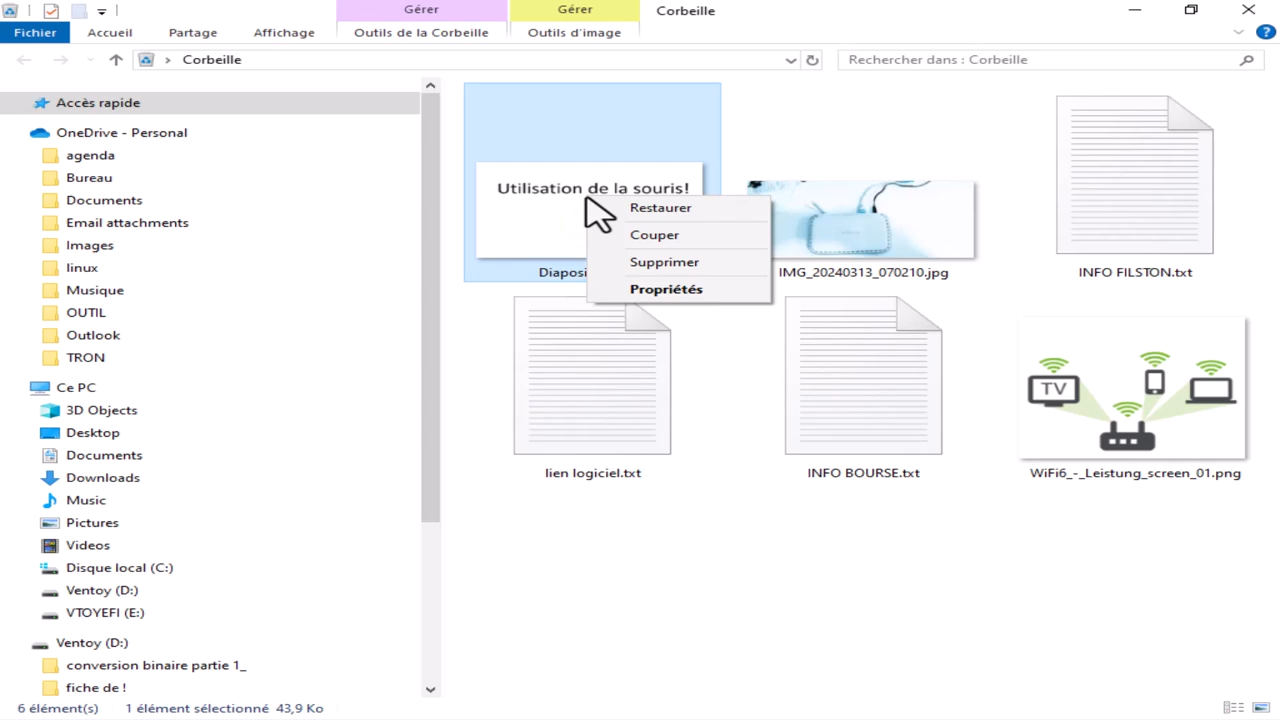 Gérer
Gérer
Corbeille
Fichier
Accueil
Partage
Affichage
Outils de la Corbeille
Outils d'image
Corbeille
Rechercher dans : Corbeille
Accès rapide
OneDrive - Personal
agenda
Bureau
Documents
Email attachments
Images
linux
Musique
OUTIL
Outlook
TRON
Ce PC
3D Objects
Desktop
Documents
Downloads
Music
Pictures
Videos
Disque local (C:)
Ventoy (D:)
VTOYEFI (E:)
Ventoy (D:)
conversion binaire partie 1_
fiche de !
Utilisation de la souris!
Diaposi
Restaurer
Couper
Supprimer
Propriétés
IMG_20240313_070210.jpg
INFO FILSTON.txt
lien logiciel.txt
INFO BOURSE.txt
TV
WiFi6_-_Leistung_screen_01.png
6 élément(s)
1 élément sélectionné 43,9 Ko